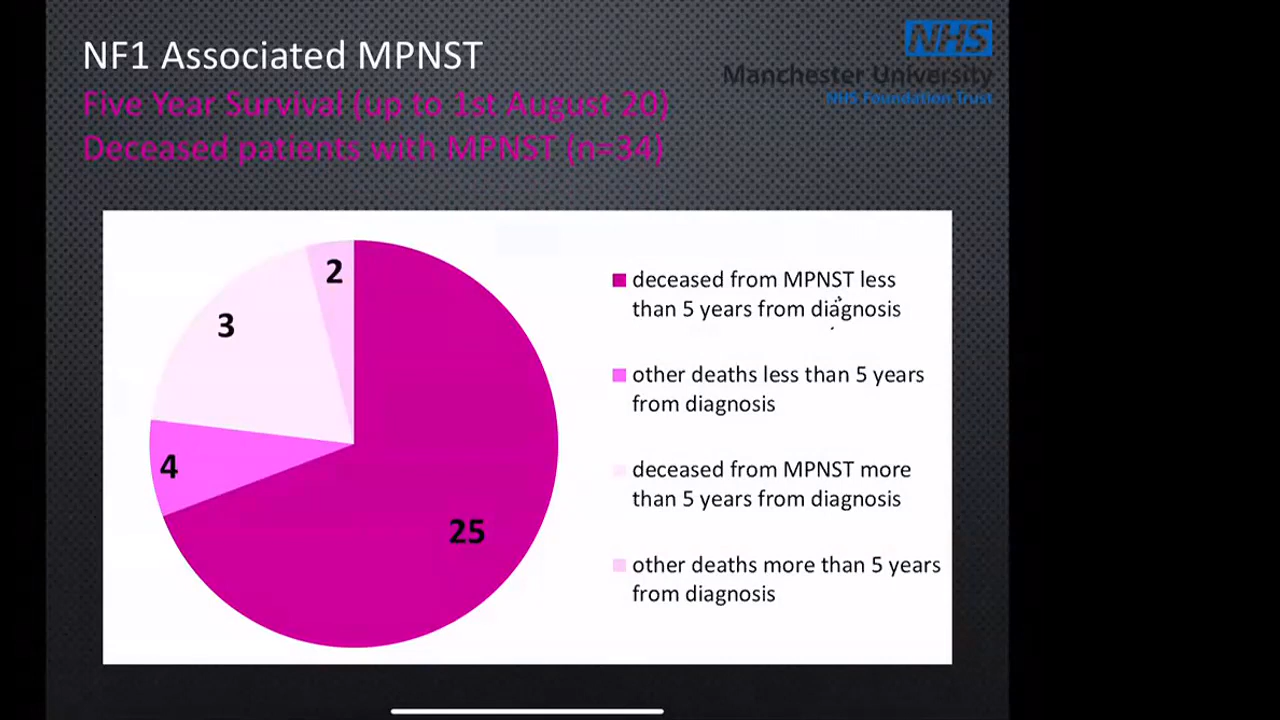 NF1 Associated MPNST
Five Year Survival (up to 1st August 20)
Deceased patients with MPNST (n=34)
NHS
Manchester University
NHS Foundation Trust
2
3
4
25
deceased from MPNST less
than 5 years from diagnosis
other deaths less than 5 years
from diagnosis
deceased from MPNST more
than 5 years from diagnosis
other deaths more than 5 years
from diagnosis